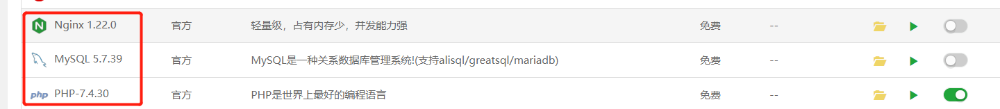 Nginx 1.22.0 官方 轻量级，占有内存少，并发能力强 免费 --
MySQL 5.7.39 官方 MySQL是一种关系数据库管理系统!(支持alisql/greatsql/mariadb) 免费 --
php PHP-7.4.30 官方 PHP是世界上最好的编程语言 免费 --